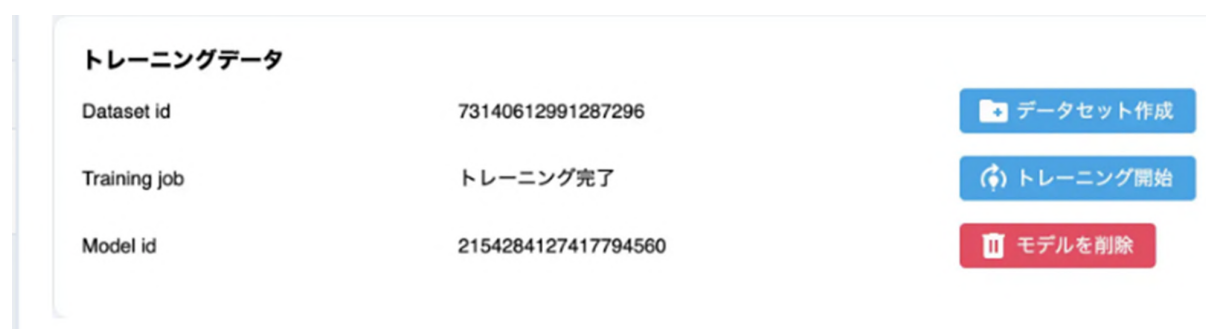 トレーニングデータ
Dataset id 73140612991287296 データセット作成
Training job トレーニング完了 トレーニング開始
Model id 2154284127417794560 モデルを削除